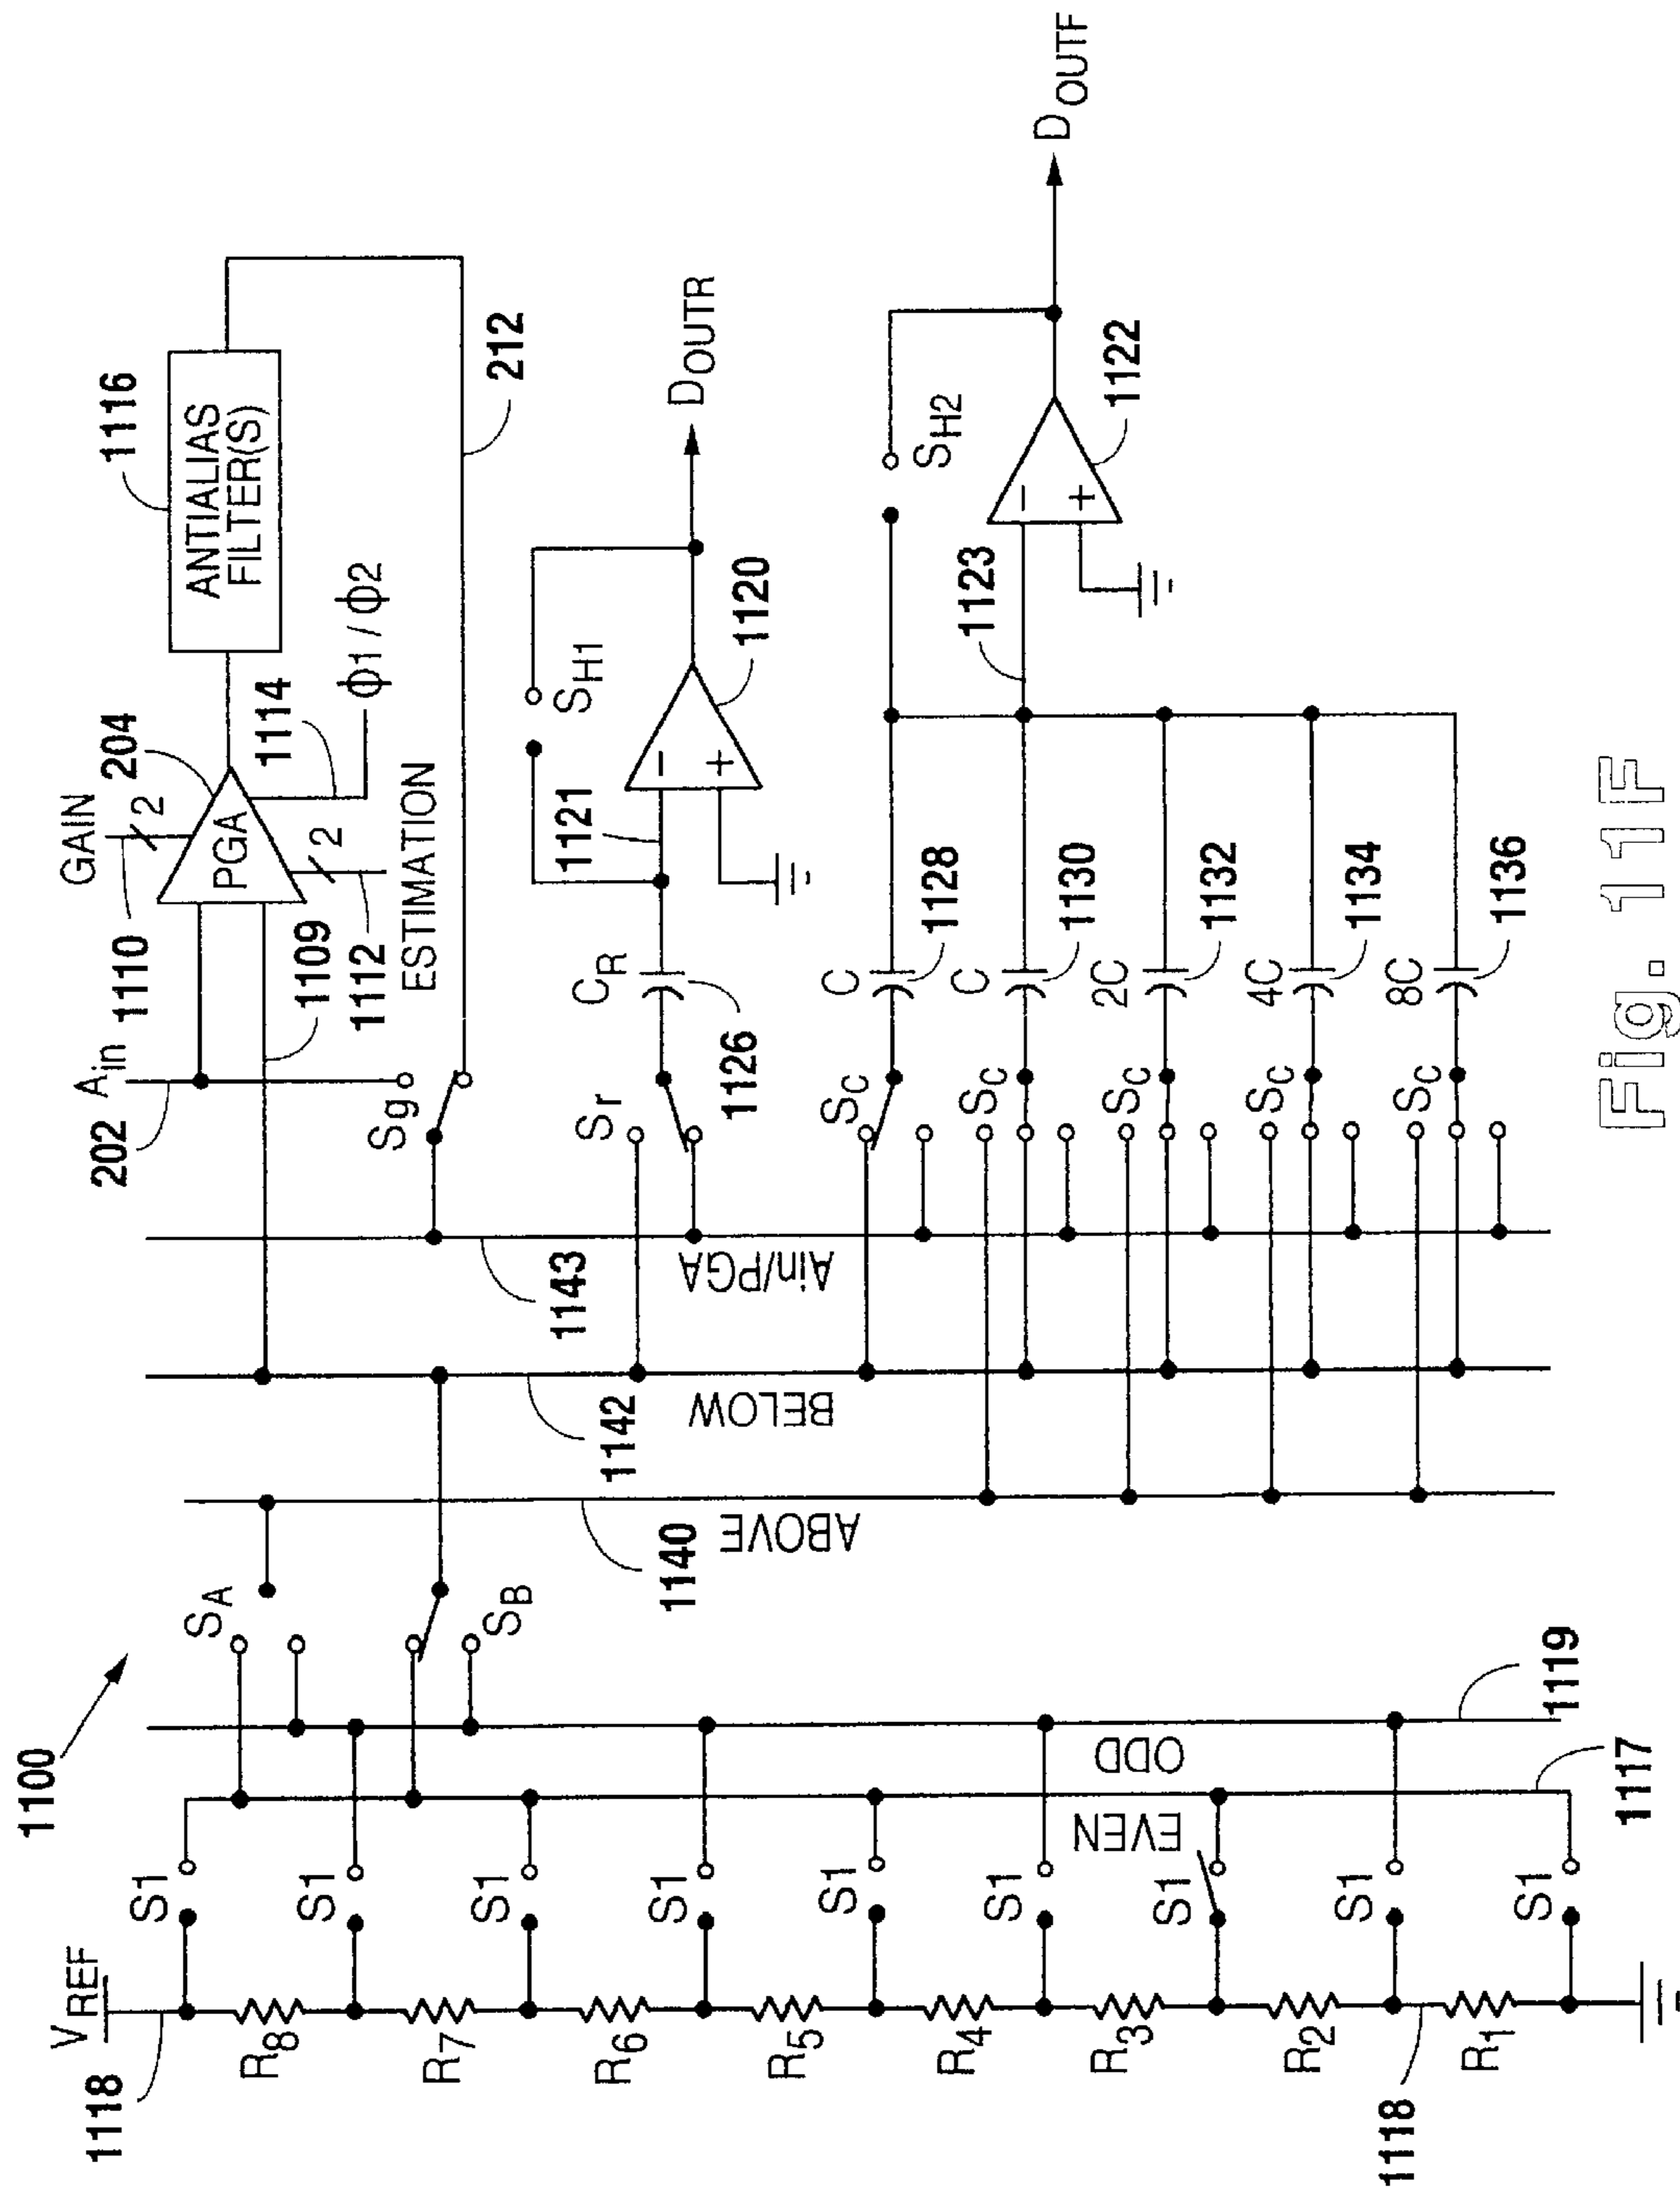 1100
VREF
1118
R8
R7
R6
R5
R4
R3
R2
R1
1118
S1
S1
S1
S1
S1
S1
S1
S1
S1
EVEN
ODD
1117
1119
SA
SB
ABOVE
1140
BELOW
1142
Ain/PGA
1143
202
Ain
1110
GAIN
2
204
PGA
1109
1112
2
ESTIMATION
1114
Φ1 / Φ2
1116
ANTIALIAS
FILTER(S)
212
Sg
Sr
CR
1126
1121
SH1
1120
DOUTR
SC
C
1128
SC
C
1130
SC
2C
1132
SC
4C
1134
SC
8C
1136
1123
SH2
1122
DOUTF
Fig. 11F